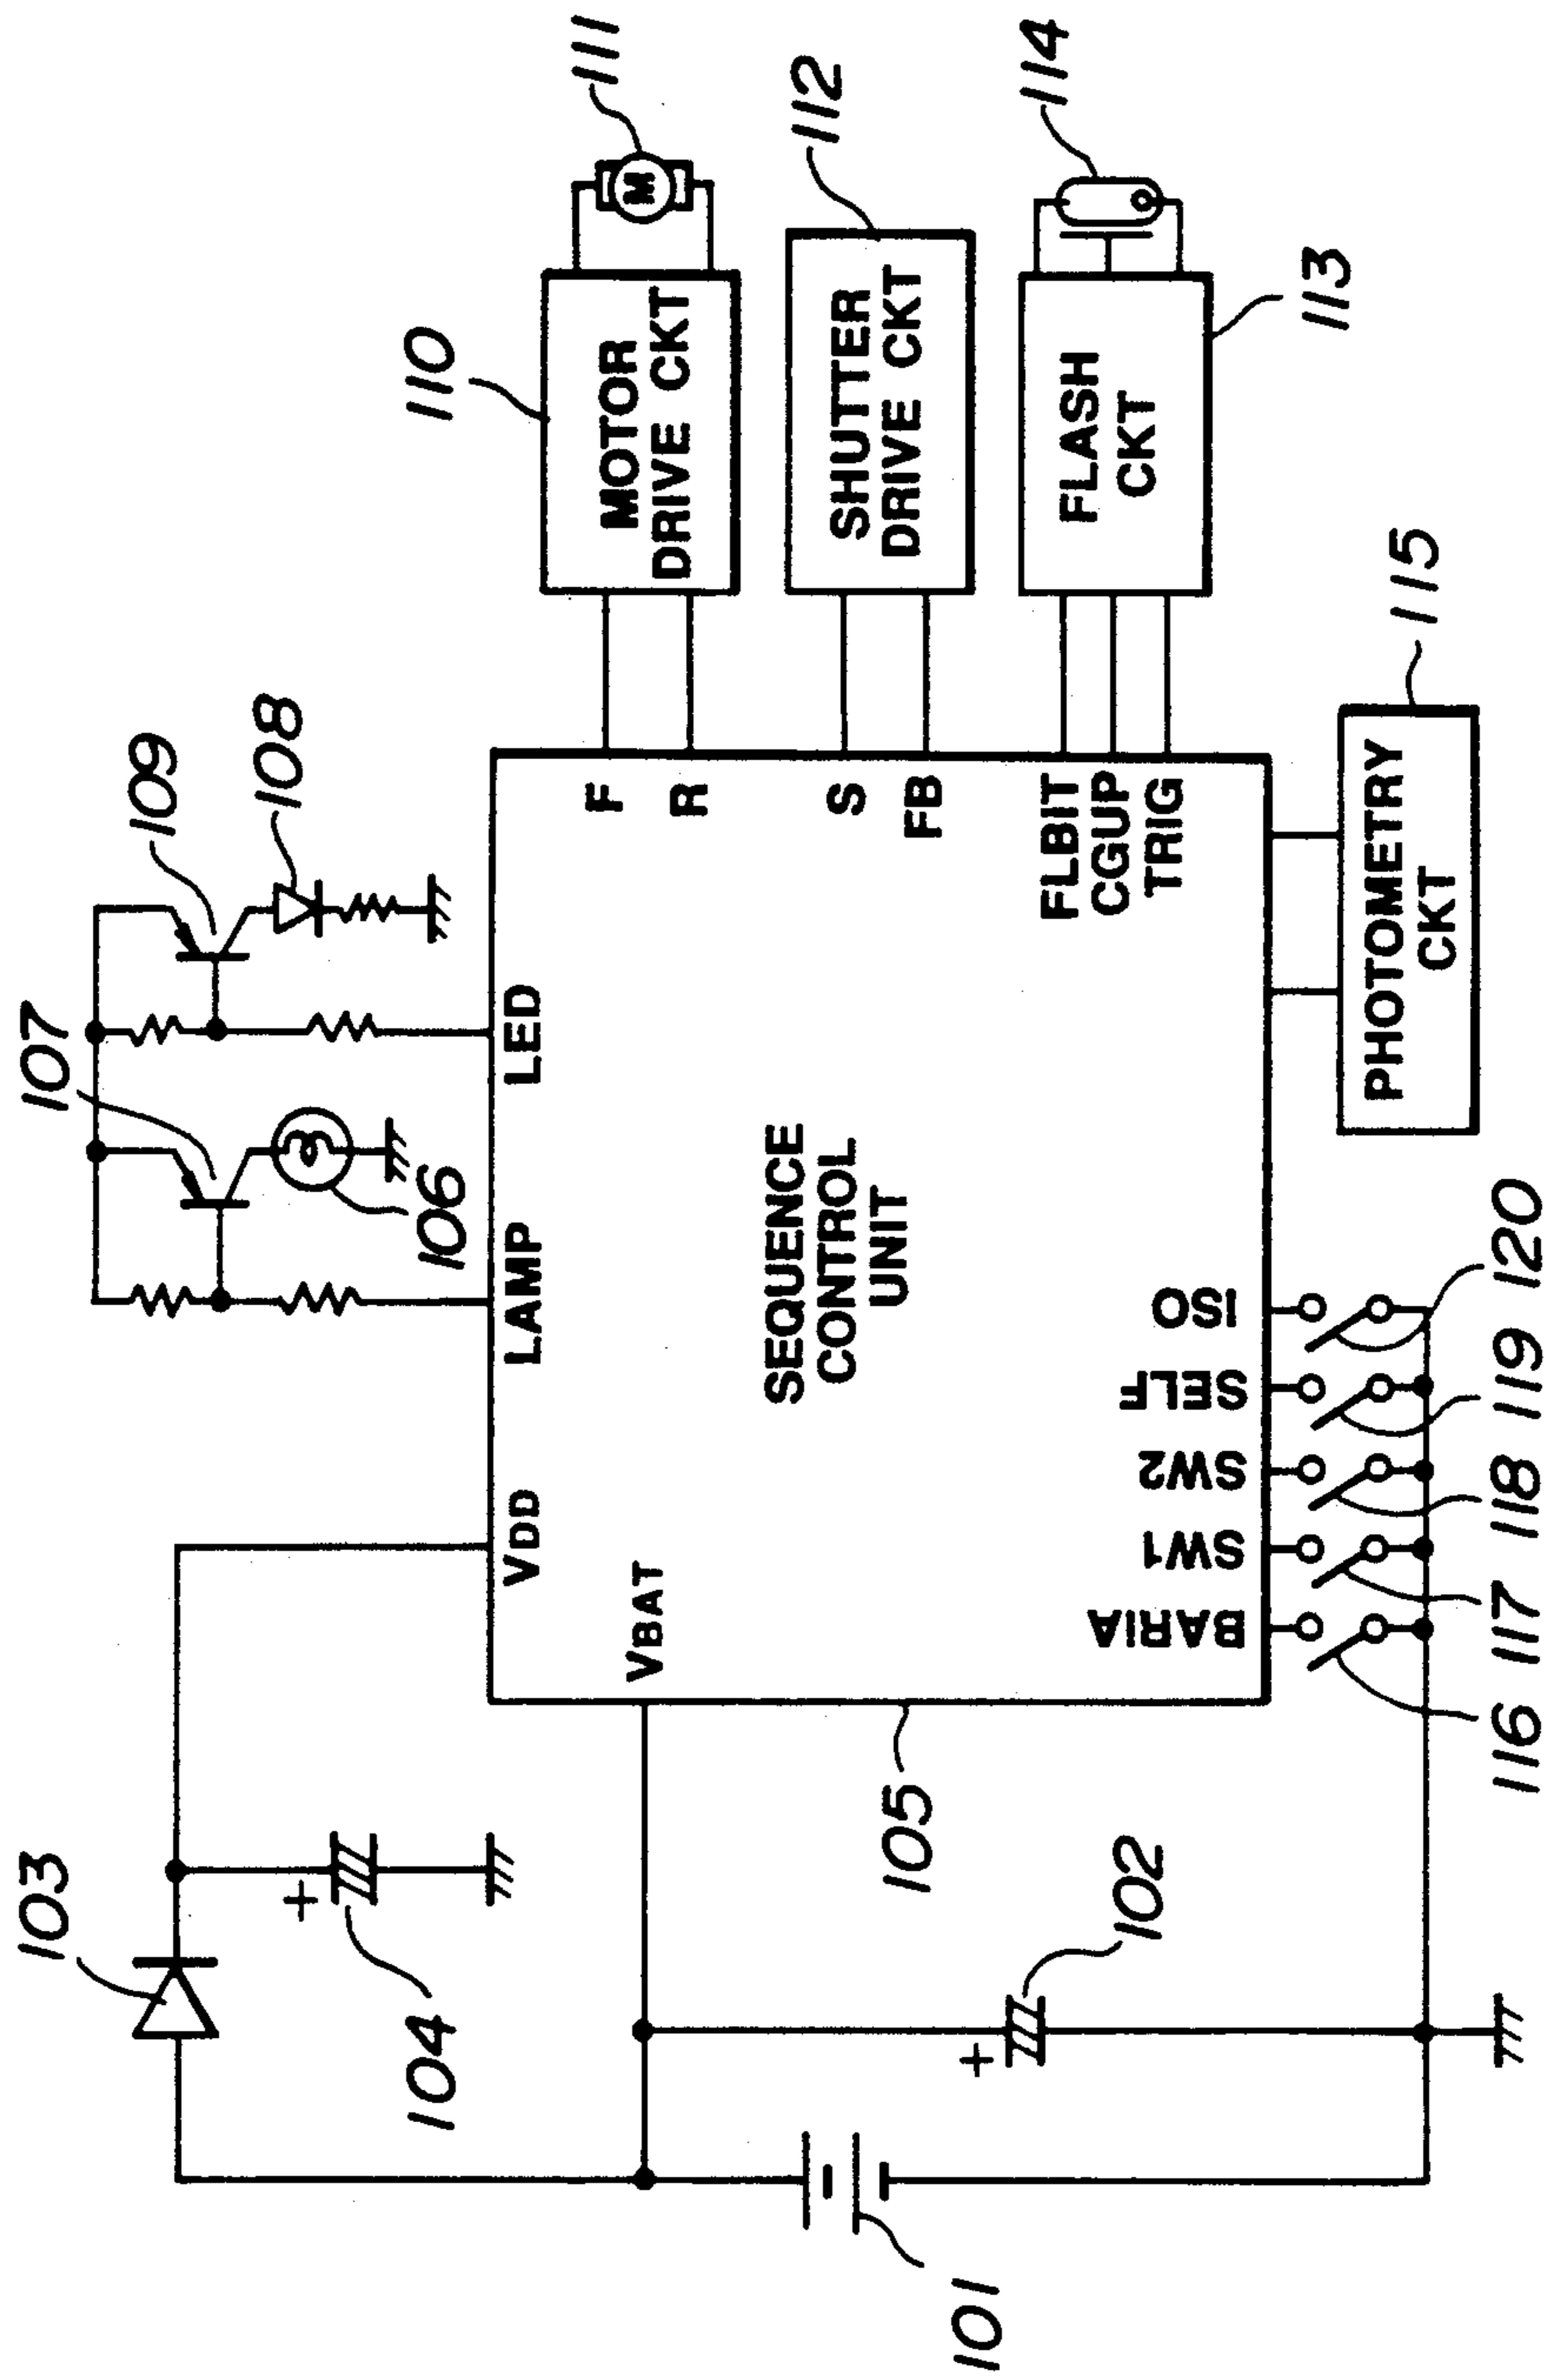 103
104
101
102
105
107
109
108
106
VDD
LAMP
LED
VBAT
SEQUENCE
CONTROL
UNIT
F
R
S
FB
FLBIT
CGUP
TRIG
BARIA
SW1
SW2
SELF
ISO
116
117
118
119
120
110
MOTOR
DRIVE CKT
M
111
SHUTTER
DRIVE CKT
112
FLASH
CKT
114
113
PHOTOMETRY
CKT
115
+
+